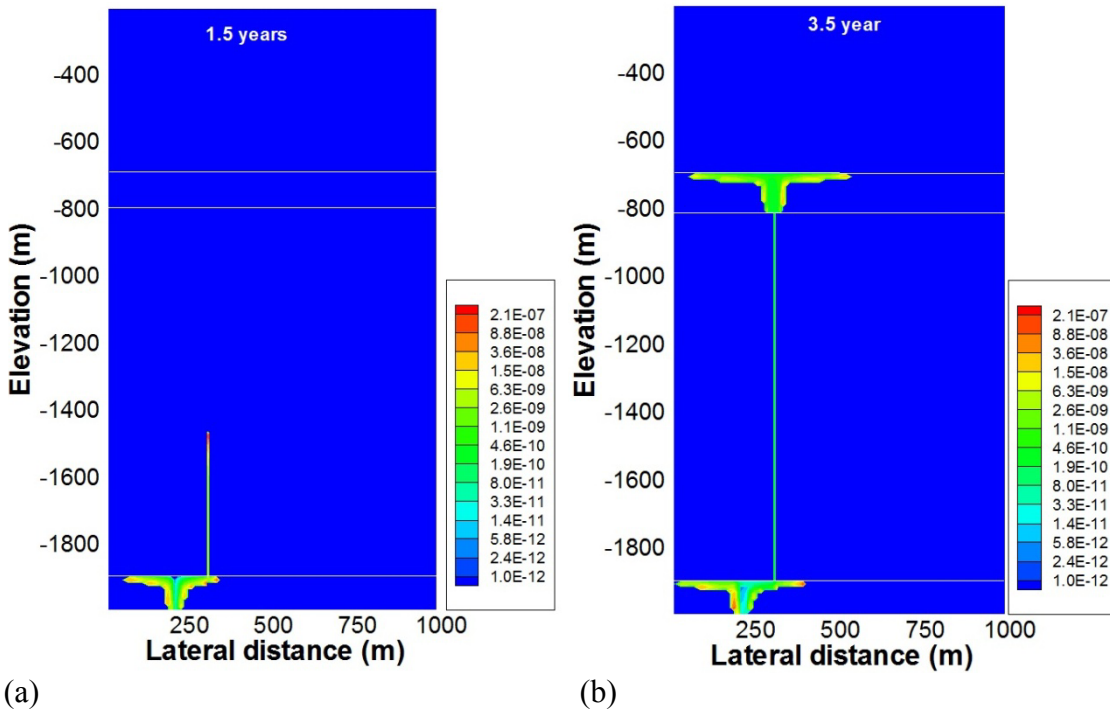 1.5 years
-400
-600
-800
-1000
-1200
-1400
-1600
-1800
Elevation (m)
250 500 750 1000
Lateral distance (m)
2.1E-07
8.8E-08
3.6E-08
1.5E-08
6.3E-09
2.6E-09
1.1E-09
4.6E-10
1.9E-10
8.0E-11
3.3E-11
1.4E-11
5.8E-12
2.4E-12
1.0E-12
(a)
3.5 year
-400
-600
-800
-1000
-1200
-1400
-1600
-1800
Elevation (m)
250 500 750 1000
Lateral distance (m)
2.1E-07
8.8E-08
3.6E-08
1.5E-08
6.3E-09
2.6E-09
1.1E-09
4.6E-10
1.9E-10
8.0E-11
3.3E-11
1.4E-11
5.8E-12
2.4E-12
1.0E-12
(b)